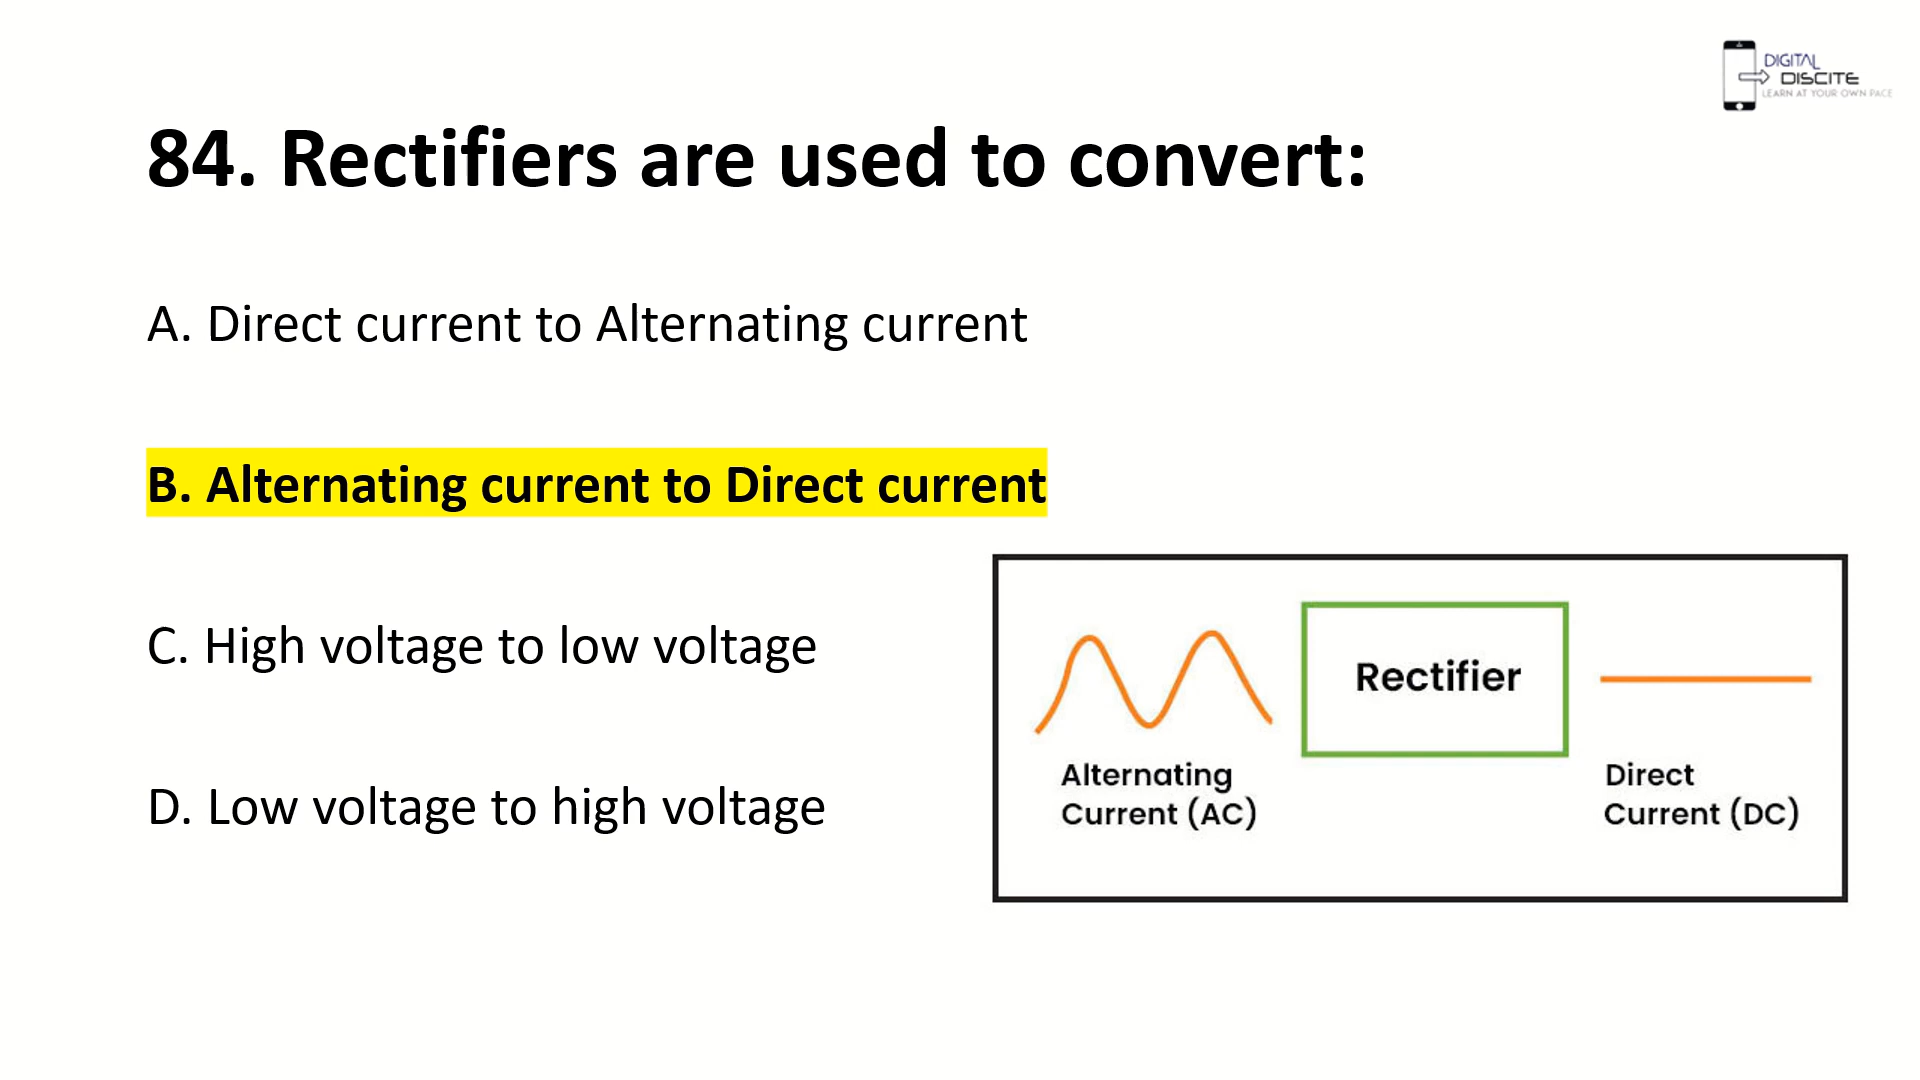 DIGITAL
DISCITE
LEARN AT YOUR OWN PACE
84. Rectifiers are used to convert:
A. Direct current to Alternating current
B. Alternating current to Direct current
C. High voltage to low voltage
D. Low voltage to high voltage
Rectifier
Alternating
Current (AC)
Direct
Current (DC)